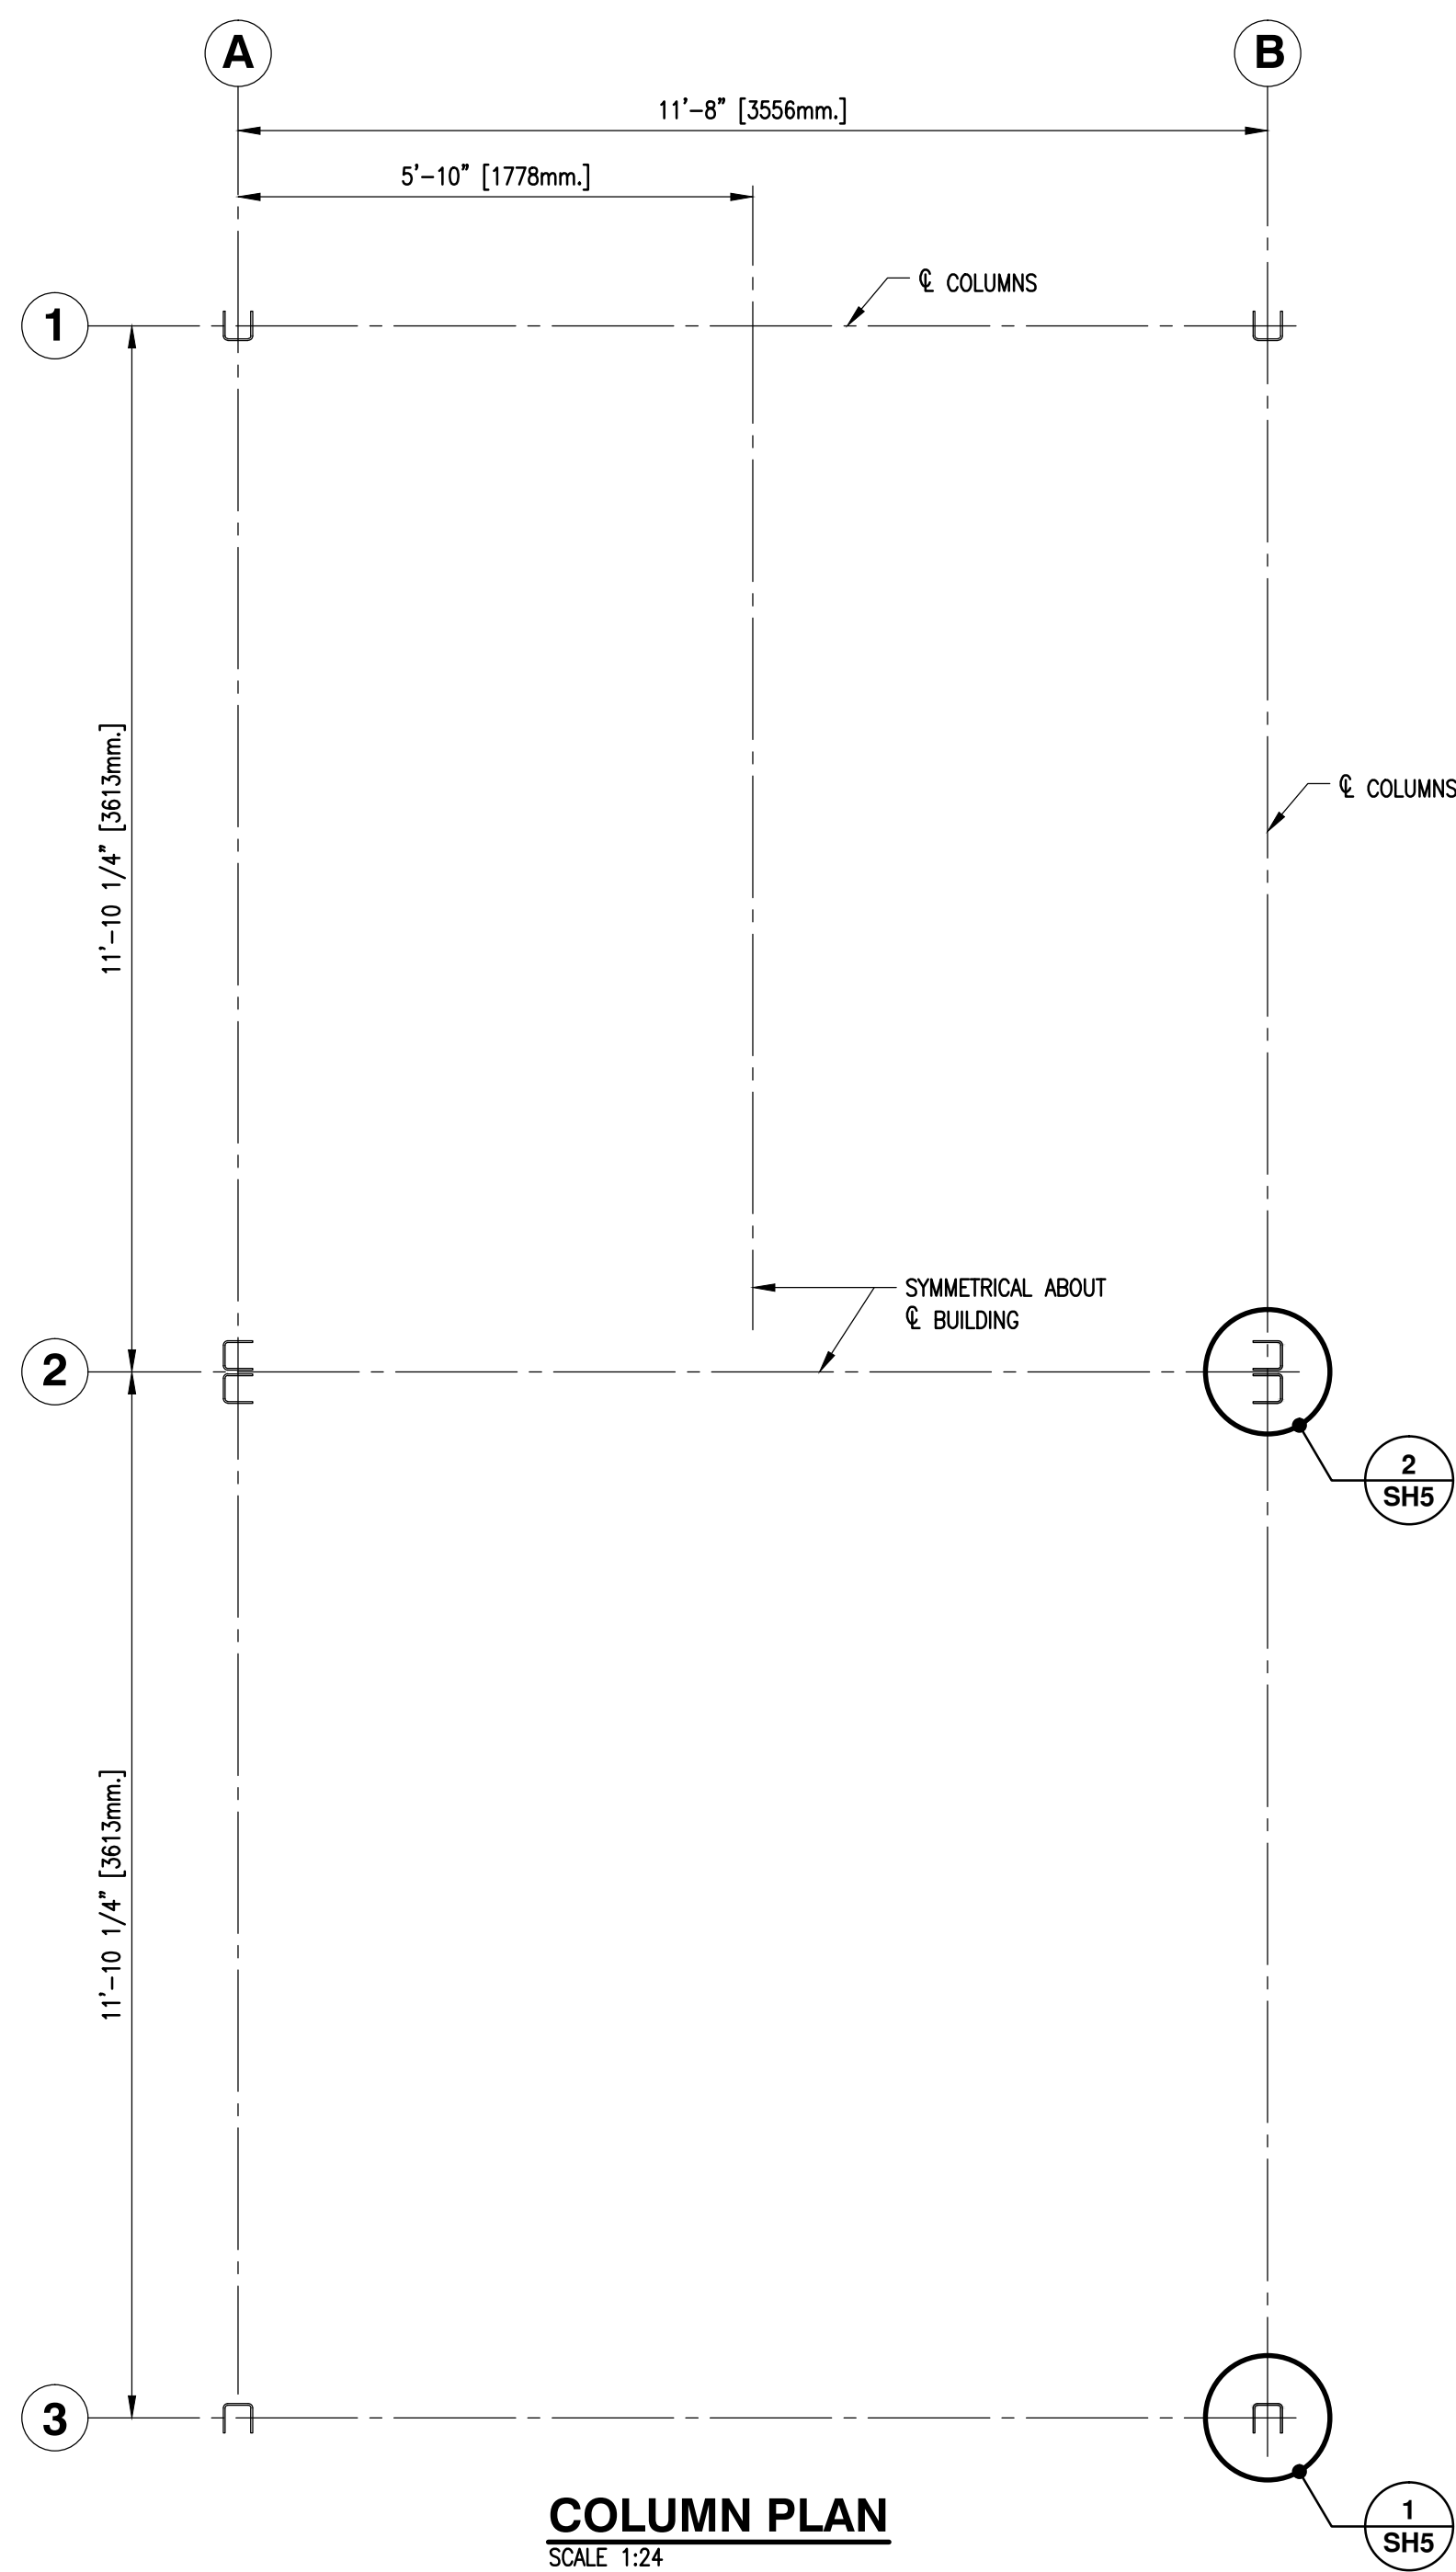 A
B
11'-8" [3556mm.]
5'-10" [1778mm.]
℄ COLUMNS
1
11'-10 1/4" [3613mm.]
℄ COLUMNS
SYMMETRICAL ABOUT
℄ BUILDING
2
2
SH5
11'-10 1/4" [3613mm.]
3
1
SH5
COLUMN PLAN
SCALE 1:24